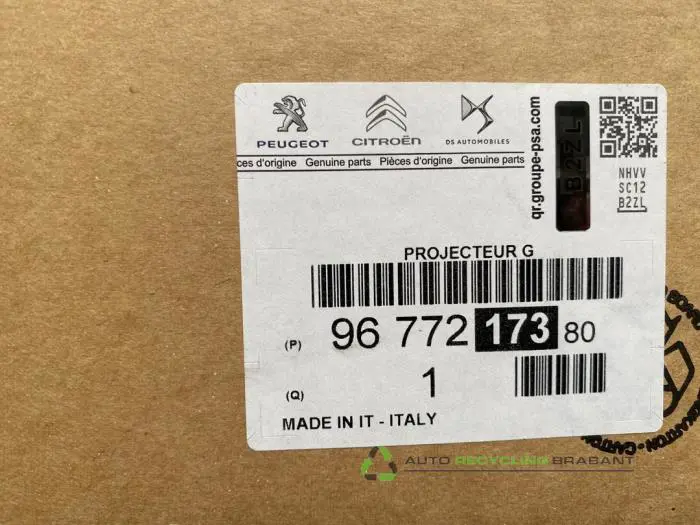 PEUGEOT
CITROËN
DS AUTOMOBILES
ces d'origine Genuine parts Pièces d'origine Genuine parts
qr.groupe-psa.com
B2ZL
NHVV
SC12
B2ZL
PROJECTEUR G
(P) 96 772 173 80
(Q) 1
MADE IN IT - ITALY
AUTO RECYCLING BRABANT